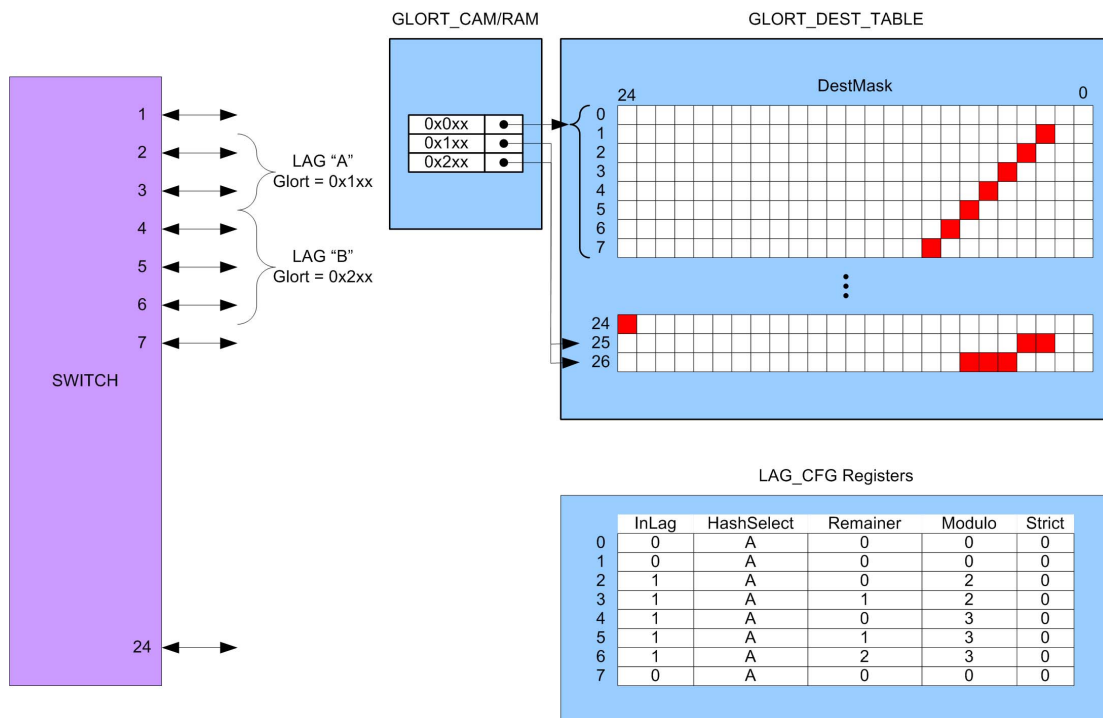 GLORT_CAM/RAM
GLORT_DEST_TABLE
DestMask
24
0
0x0xx
0x1xx
0x2xx
0
1
2
3
4
5
6
7
24
25
26
1
2
3
4
5
6
7
24
LAG “A”
Glort = 0x1xx
LAG “B”
Glort = 0x2xx
SWITCH
LAG_CFG Registers
InLag HashSelect Remainer Modulo Strict
0 0 A 0 0 0
1 0 A 0 0 0
2 1 A 0 2 0
3 1 A 1 2 0
4 1 A 0 3 0
5 1 A 1 3 0
6 1 A 2 3 0
7 0 A 0 0 0